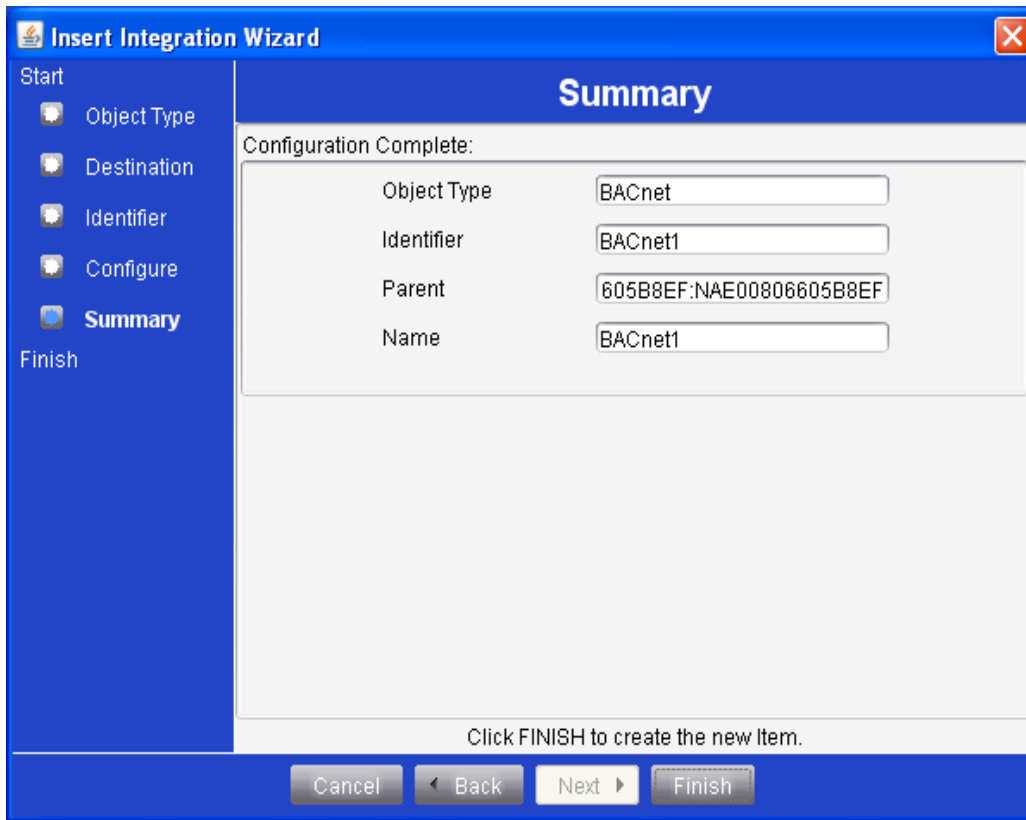 Insert Integration Wizard
Start
Object Type
Destination
Identifier
Configure
Summary
Finish
Summary
Configuration Complete:
Object Type BACnet
Identifier BACnet1
Parent 605B8EF:NAE00806605B8EF
Name BACnet1
Click FINISH to create the new Item.
Cancel Back Next Finish